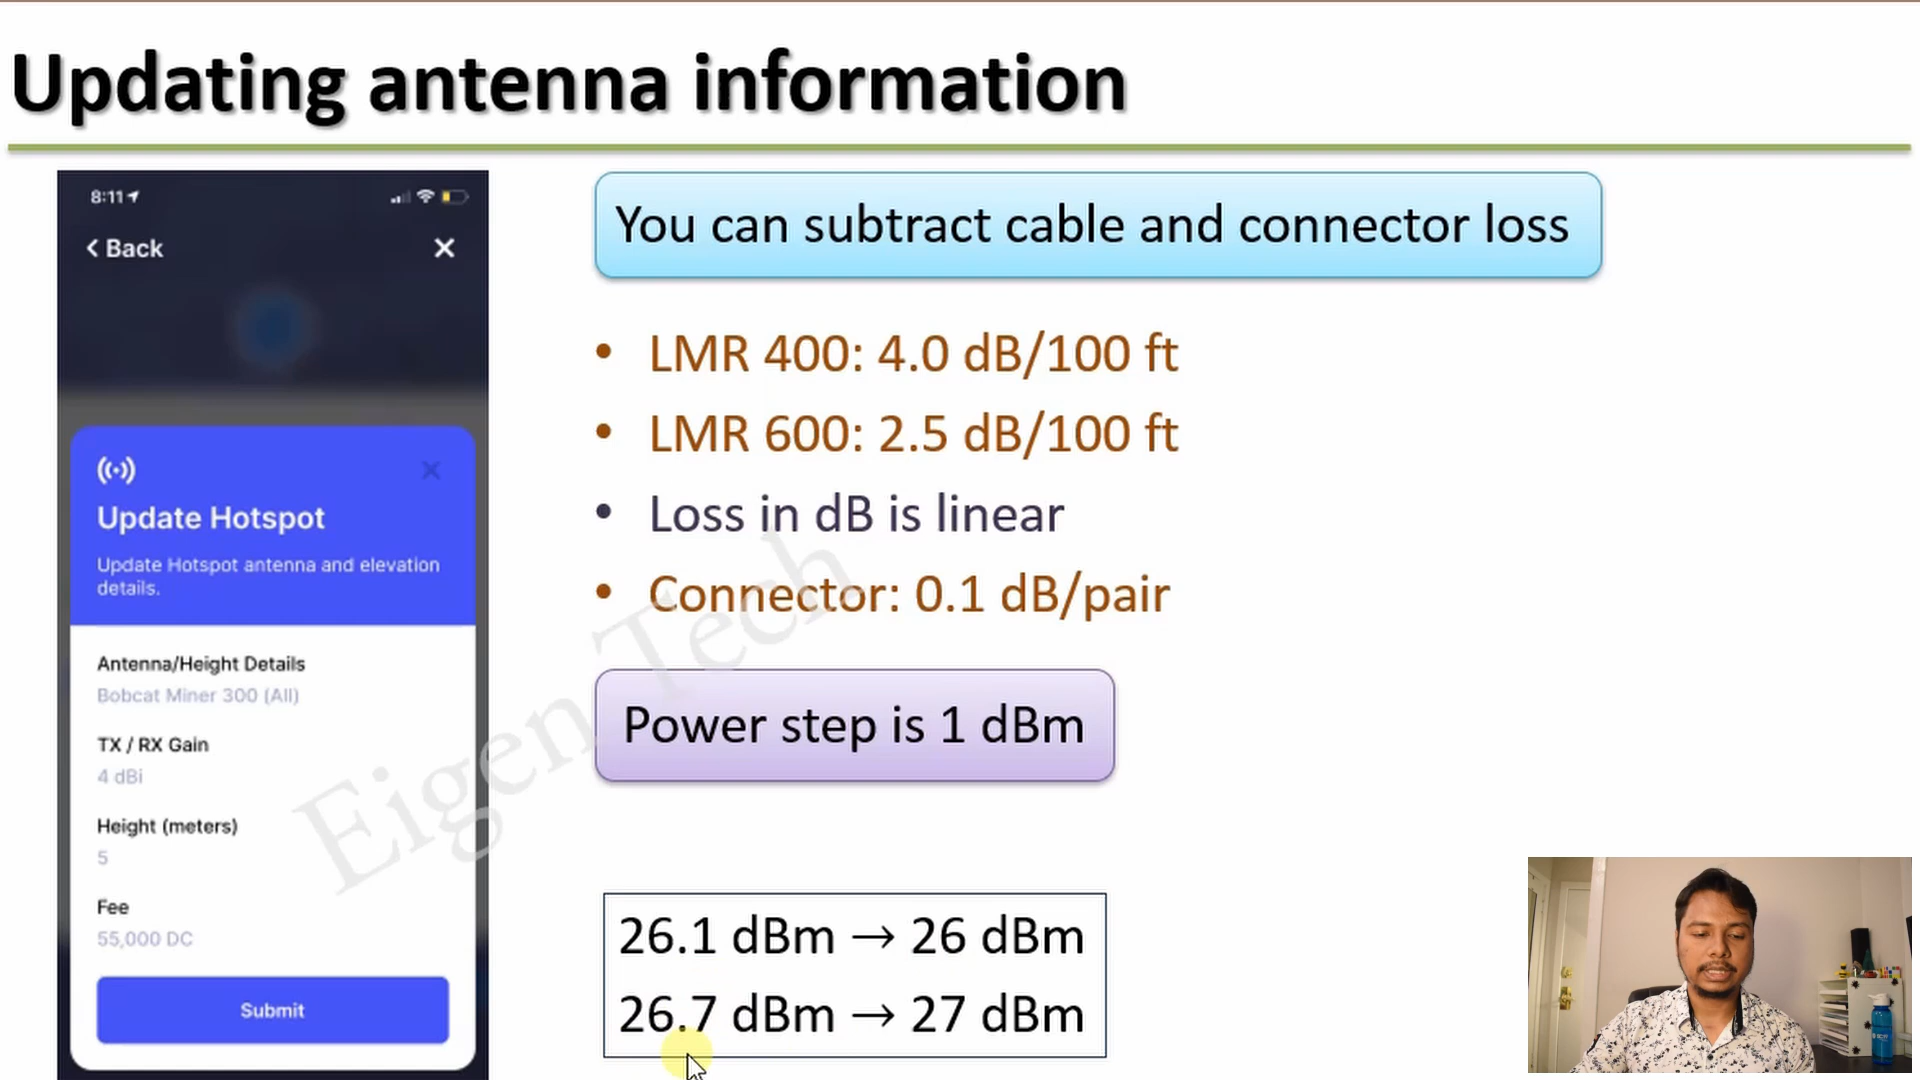 Updating antenna information
8:11
Back
Update Hotspot
Update Hotspot antenna and elevation
details.
Antenna/Height Details
Bobcat Miner 300 (All)
TX / RX Gain
4 dBi
Height (meters)
5
Fee
55,000 DC
Submit
You can subtract cable and connector loss
• LMR 400: 4.0 dB/100 ft
• LMR 600: 2.5 dB/100 ft
• Loss in dB is linear
• Connector: 0.1 dB/pair
Power step is 1 dBm
26.1 dBm → 26 dBm
26.7 dBm → 27 dBm
Eigen Tech